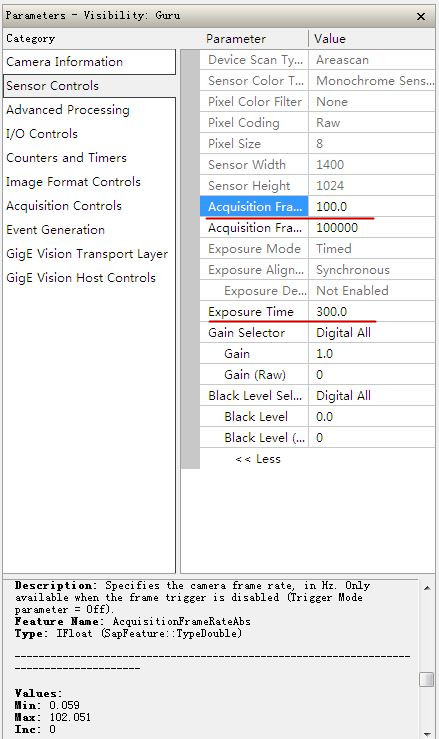 Parameters - Visibility: Guru
Category
Parameter Value
Camera Information
Sensor Controls
Advanced Processing
I/O Controls
Counters and Timers
Image Format Controls
Acquisition Controls
Event Generation
GigE Vision Transport Layer
GigE Vision Host Controls
Device Scan Ty... Areascan
Sensor Color T... Monochrome Sens...
Pixel Color Filter None
Pixel Coding Raw
Pixel Size 8
Sensor Width 1400
Sensor Height 1024
Acquisition Fra... 100.0
Acquisition Fra... 100000
Exposure Mode Timed
Exposure Align... Synchronous
Exposure De... Not Enabled
Exposure Time 300.0
Gain Selector Digital All
Gain 1.0
Gain (Raw) 0
Black Level Sel... Digital All
Black Level 0.0
Black Level (... 0
<< Less
Description: Specifies the camera frame rate, in Hz. Only
available when the frame trigger is disabled (Trigger Mode
parameter = Off).
Feature Name: AcquisitionFrameRateAbs
Type: IFloat (SapFeature::TypeDouble)
Values:
Min: 0.059
Max: 102.051
Inc: 0